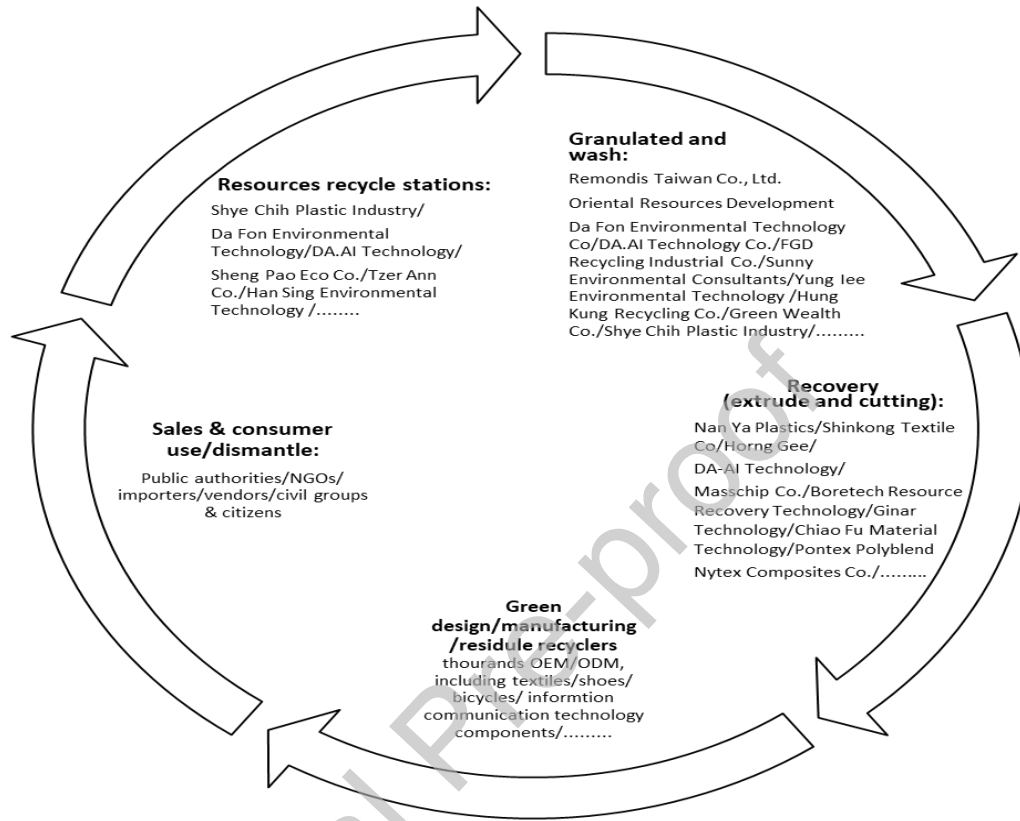 Resources recycle stations:
Shye Chih Plastic Industry/
Da Fon Environmental
Technology/DA.AI Technology/
Sheng Pao Eco Co./Tzer Ann
Co./Han Sing Environmental
Technology /........
Granulated and
wash:
Remondis Taiwan Co., Ltd.
Oriental Resources Development
Da Fon Environmental Technology
Co/DA.AI Technology Co./FGD
Recycling Industrial Co./Sunny
Environmental Consultants/Yung Iee
Environmental Technology /Hung
Kung Recycling Co./Green Wealth
Co./Shye Chih Plastic Industry/.........
Recovery
(extrude and cutting):
Nan Ya Plastics/Shinkong Textile
Co/Horng Gee/
DA-AI Technology/
Masschip Co./Boretech Resource
Recovery Technology/Ginar
Technology/Chiao Fu Material
Technology/Pontex Polyblend
Nytex Composites Co./.........
Green
design/manufacturing
/residule recyclers
thourands OEM/ODM,
including textiles/shoes/
bicycles/ informtion
communication technology
components/.........
Sales & consumer
use/dismantle:
Public authorities/NGOs/
importers/vendors/civil groups
& citizens
al Pre-proof